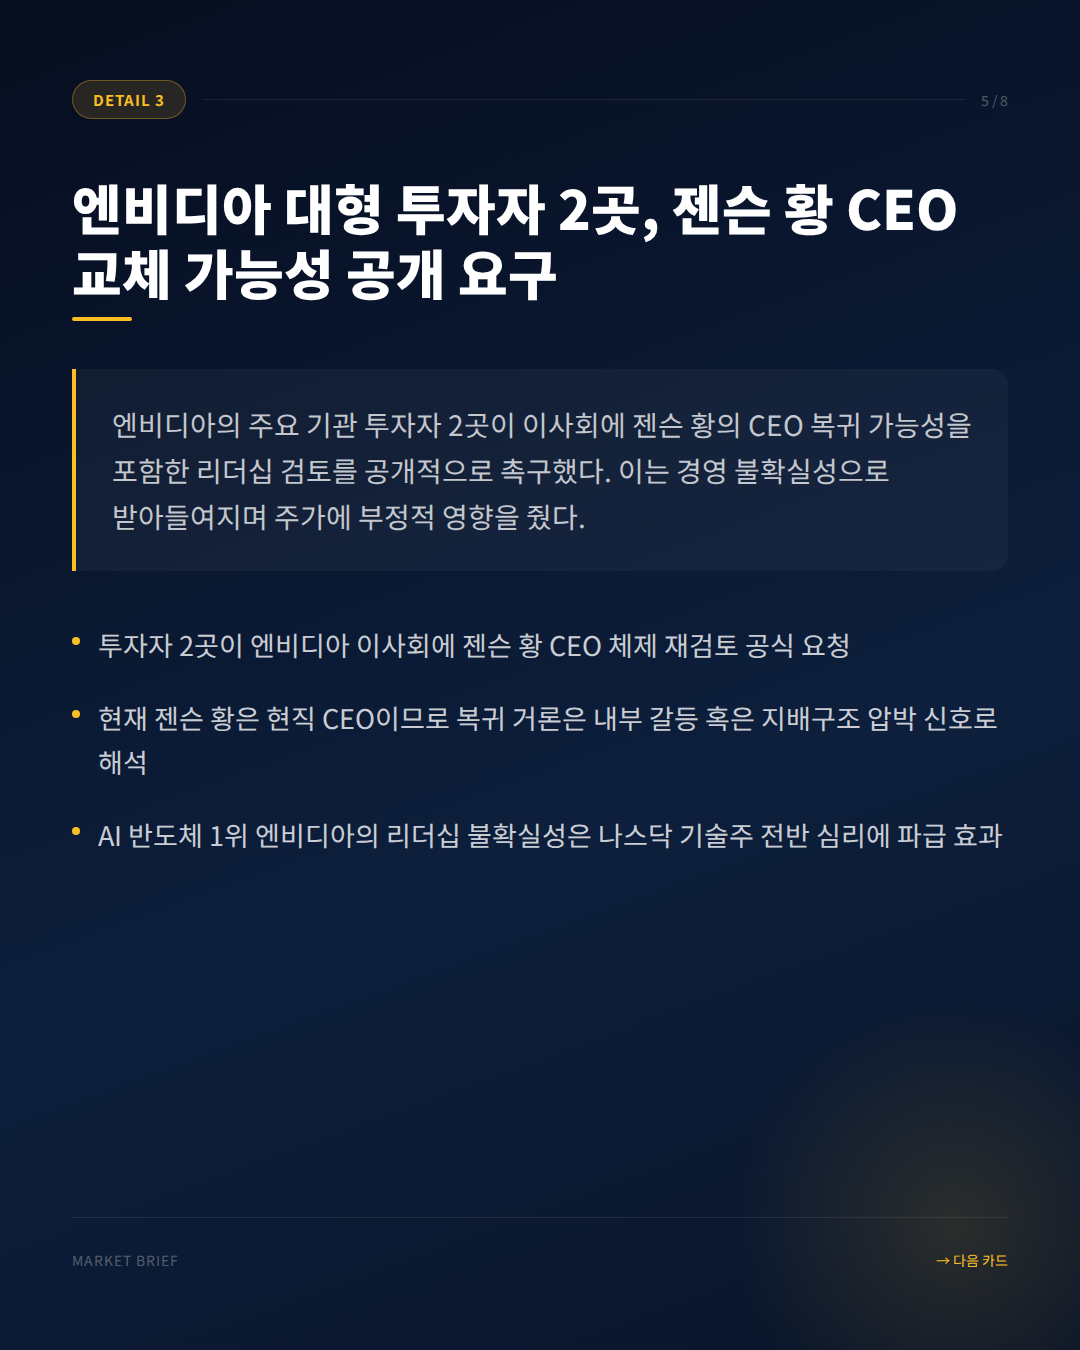 DETAIL 3
5 / 8
엔비디아 대형 투자자 2곳, 젠슨 황 CEO
교체 가능성 공개 요구
엔비디아의 주요 기관 투자자 2곳이 이사회에 젠슨 황의 CEO 복귀 가능성을
포함한 리더십 검토를 공개적으로 촉구했다. 이는 경영 불확실성으로
받아들여지며 주가에 부정적 영향을 줬다.
투자자 2곳이 엔비디아 이사회에 젠슨 황 CEO 체제 재검토 공식 요청
현재 젠슨 황은 현직 CEO이므로 복귀 거론은 내부 갈등 혹은 지배구조 압박 신호로
해석
AI 반도체 1위 엔비디아의 리더십 불확실성은 나스닥 기술주 전반 심리에 파급 효과
MARKET BRIEF
→ 다음 카드